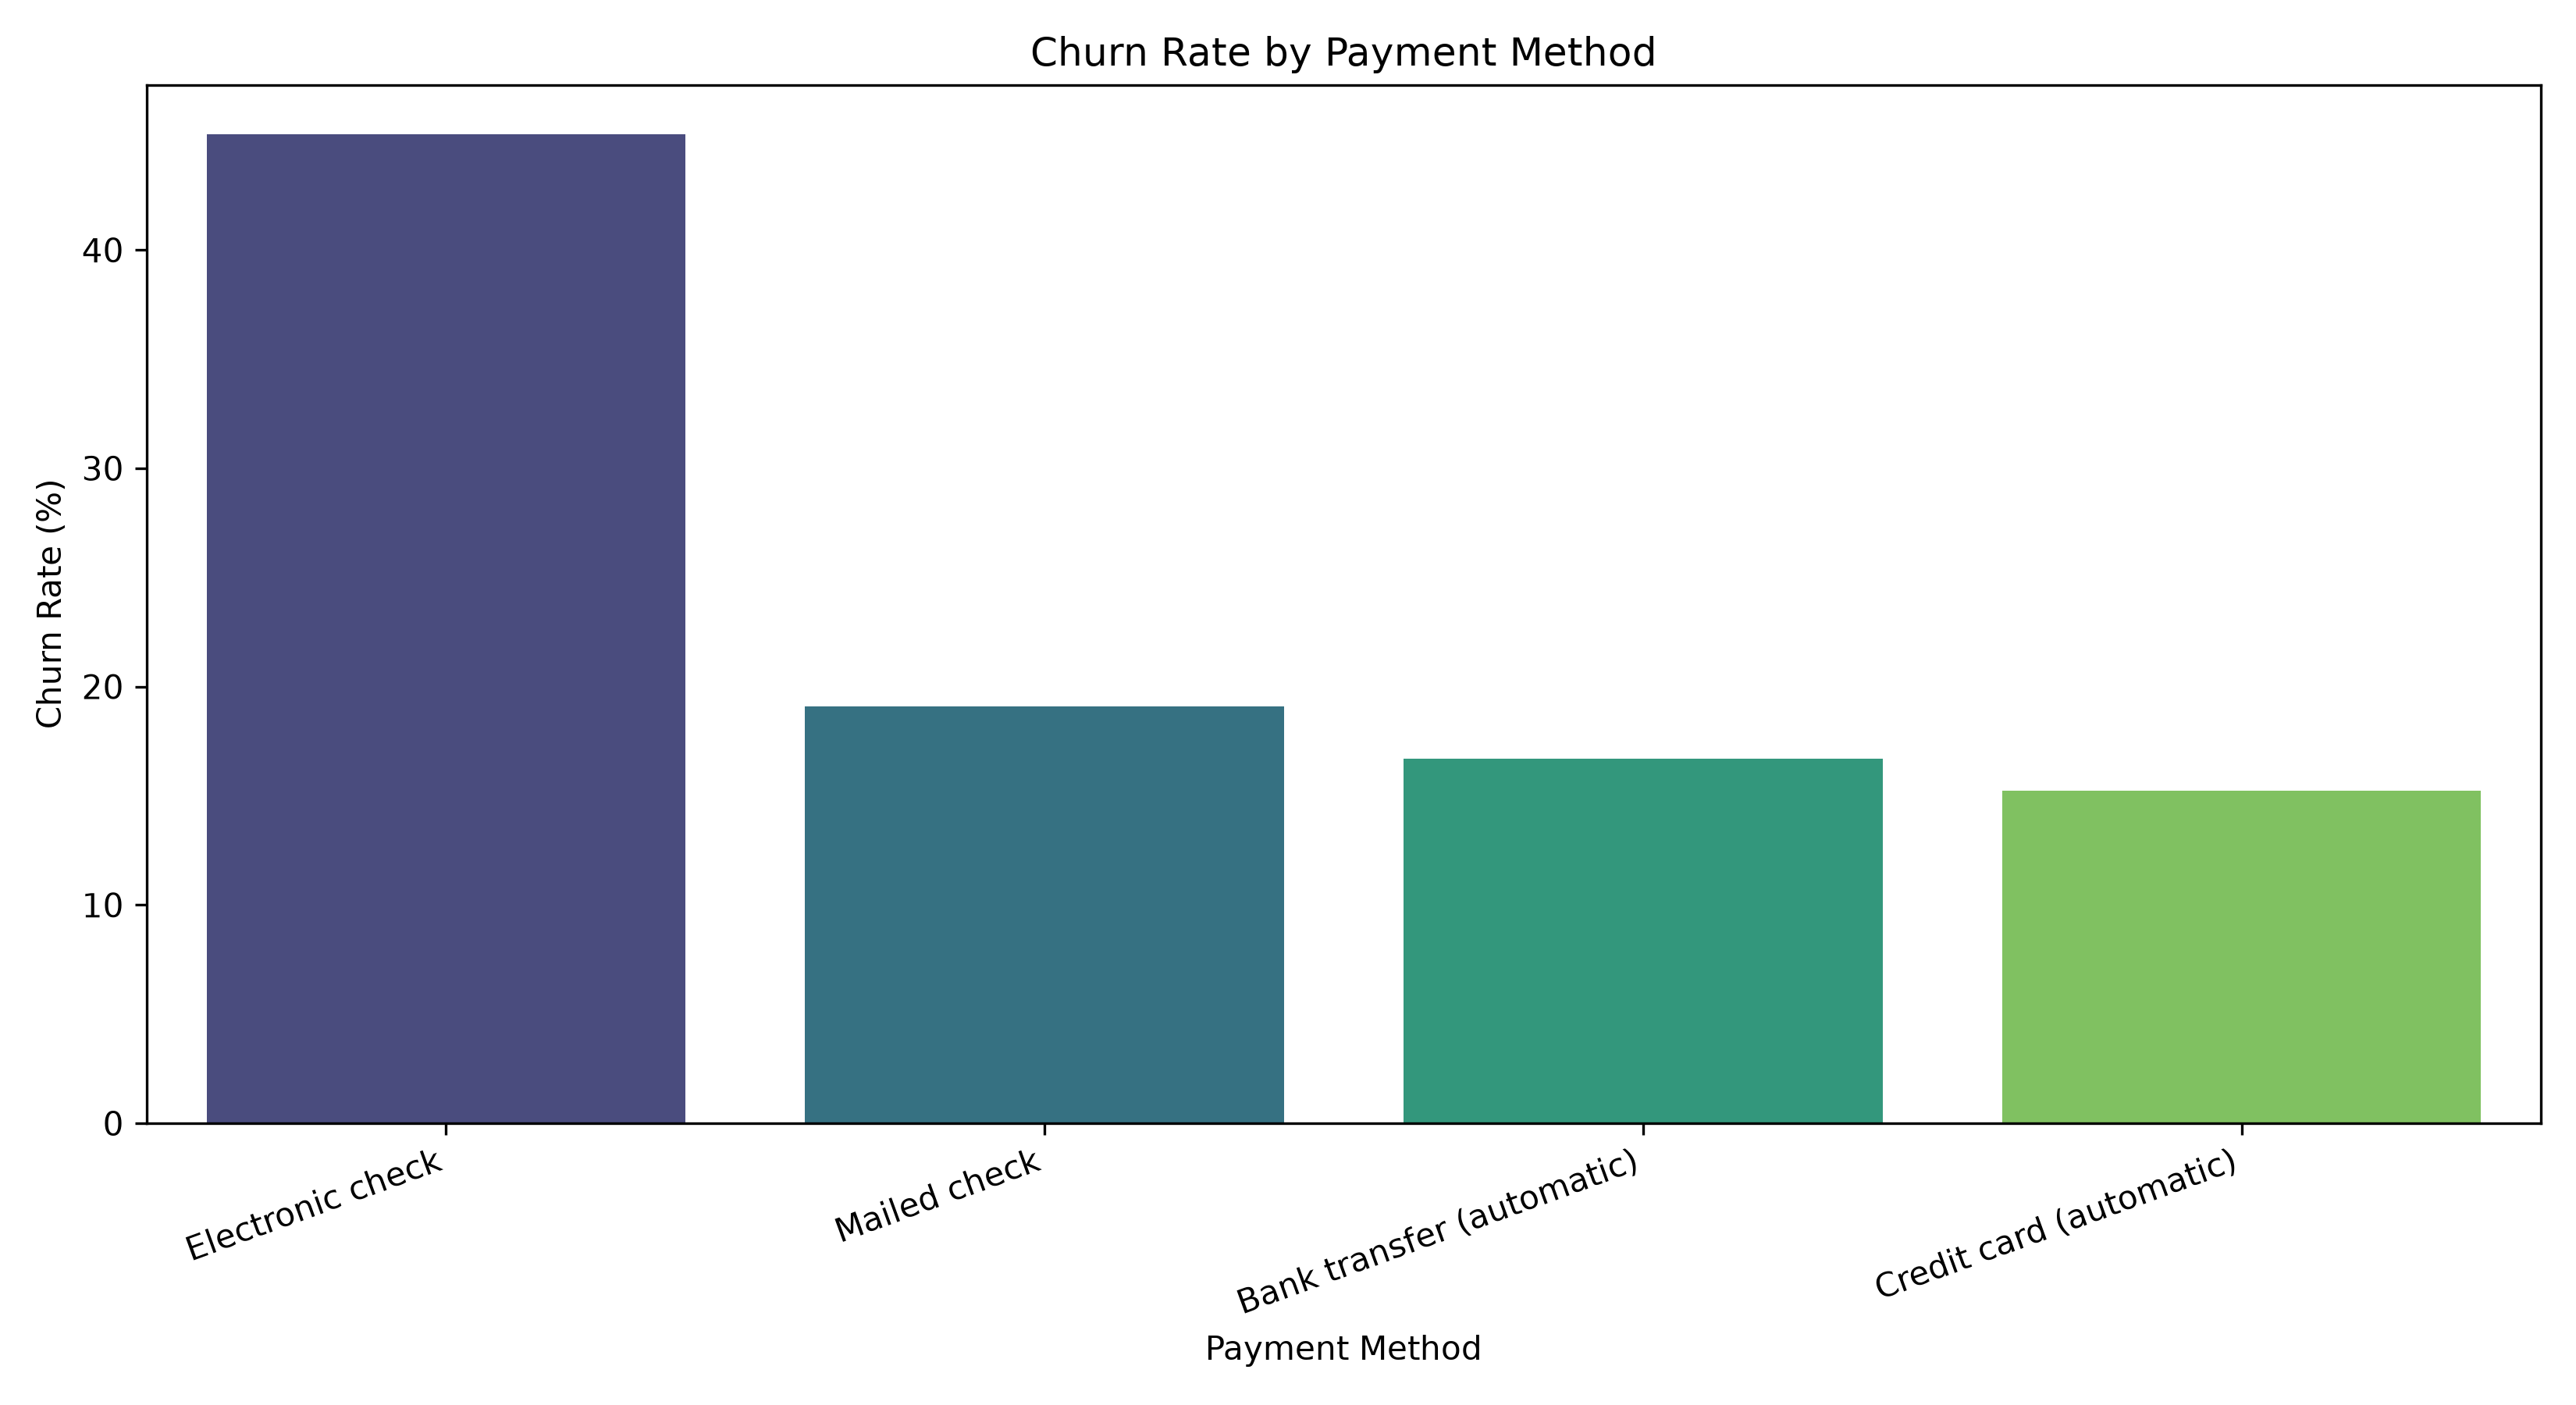 Churn Rate by Payment Method
Churn Rate (%)
40
30
20
10
0
Electronic check
Mailed check
Bank transfer (automatic)
Credit card (automatic)
Payment Method